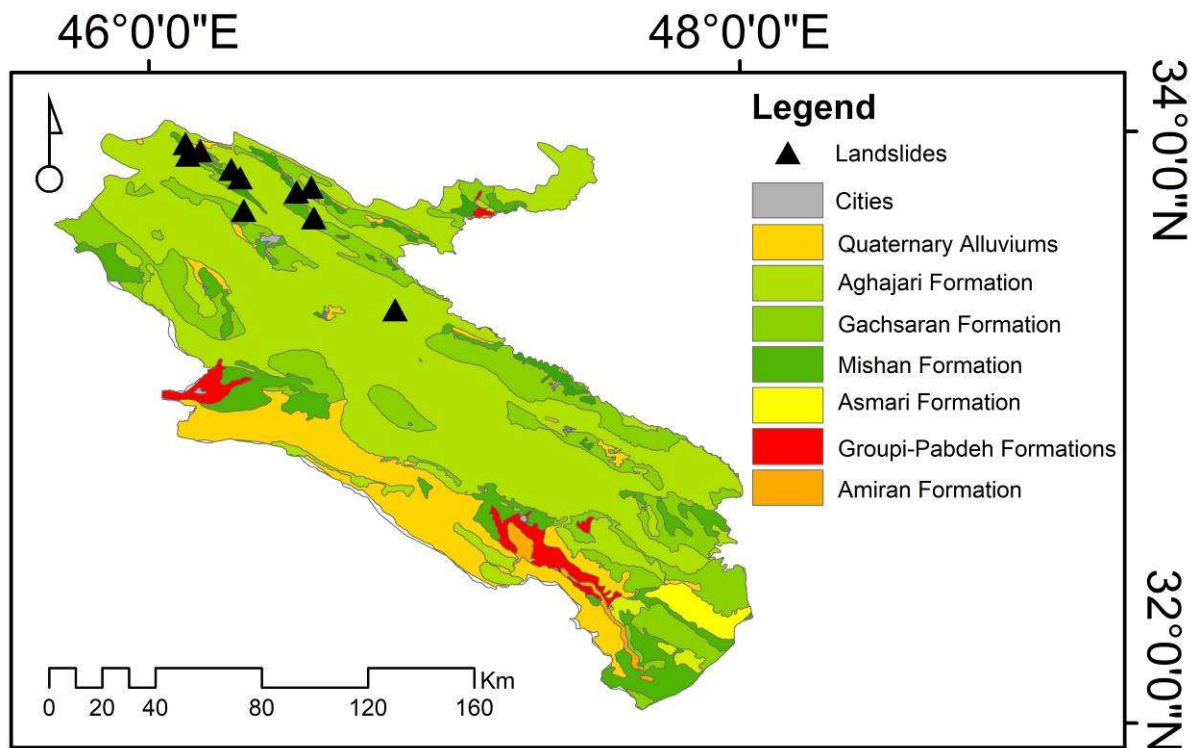 46°0'0"E
48°0'0"E
34°0'0"N
32°0'0"N
Legend
Landslides
Cities
Quaternary Alluviums
Aghajari Formation
Gachsaran Formation
Mishan Formation
Asmari Formation
Groupi-Pabdeh Formations
Amiran Formation
Km
0 20 40 80 120 160